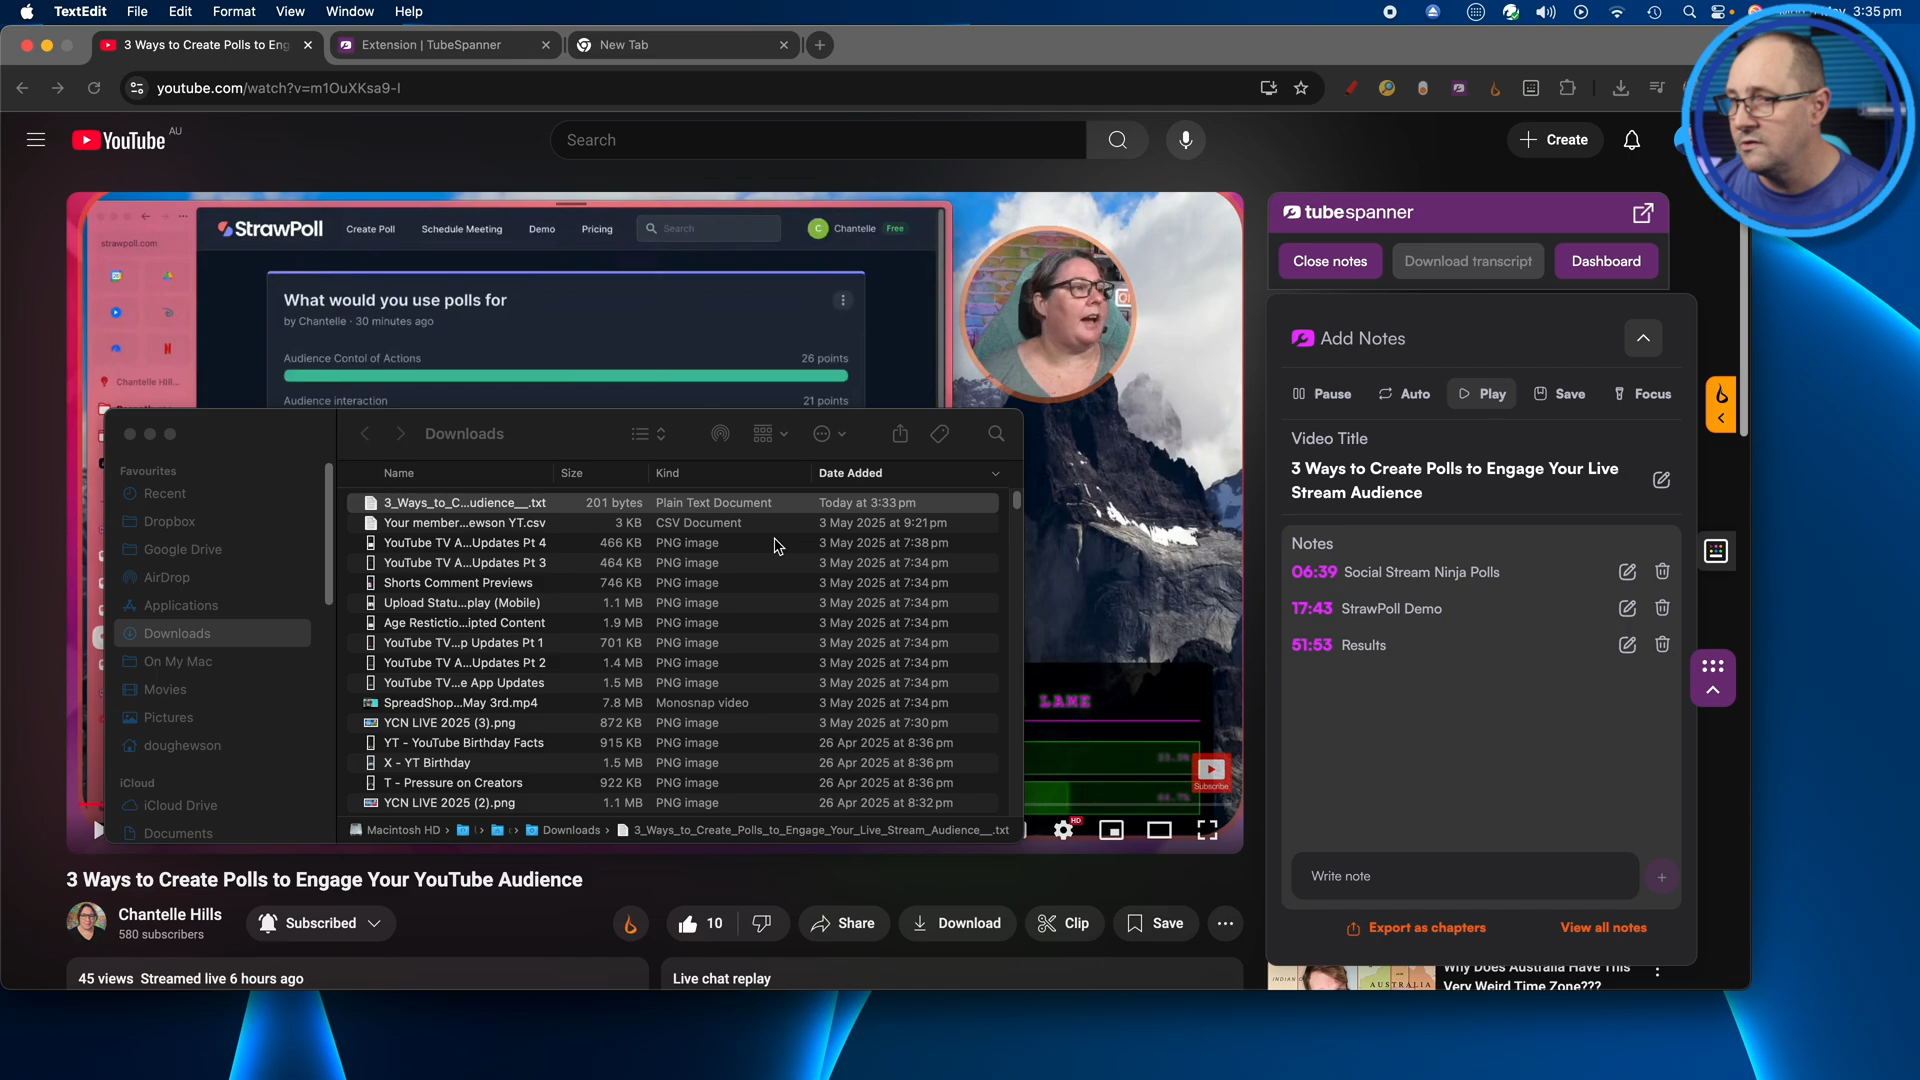 TextEdit File Edit Format View Window Help
3:35 pm
3 Ways to Create Polls to Eng
Extension | TubeSpanner
New Tab
youtube.com/watch?v=m1OuXKsa9-I
YouTube AU
Search
Create
StrawPoll
Create Poll
Schedule Meeting
Demo
Pricing
Search
C
Chantelle Free
strawpoll.com
What would you use polls for
by Chantelle · 30 minutes ago
Audience Contol of Actions
26 points
Audience interaction
21 points
Chantelle Hill...
Downloads
Favourites
Recent
Dropbox
Google Drive
AirDrop
Applications
Downloads
On My Mac
Movies
Pictures
doughewson
iCloud
iCloud Drive
Documents
Name Size Kind Date Added
3_Ways_to_C...udience__.txt 201 bytes Plain Text Document Today at 3:33 pm
Your member...ewson YT.csv 3 KB CSV Document 3 May 2025 at 9:21 pm
YouTube TV A...Updates Pt 4 466 KB PNG image 3 May 2025 at 7:38 pm
YouTube TV A...Updates Pt 3 464 KB PNG image 3 May 2025 at 7:34 pm
Shorts Comment Previews 746 KB PNG image 3 May 2025 at 7:34 pm
Upload Statu...play (Mobile) 1.1 MB PNG image 3 May 2025 at 7:34 pm
Age Restictio...ipted Content 1.9 MB PNG image 3 May 2025 at 7:34 pm
YouTube TV...p Updates Pt 1 701 KB PNG image 3 May 2025 at 7:34 pm
YouTube TV A...Updates Pt 2 1.4 MB PNG image 3 May 2025 at 7:34 pm
YouTube TV...e App Updates 1.5 MB PNG image 3 May 2025 at 7:34 pm
SpreadShop...May 3rd.mp4 7.8 MB Monosnap video 3 May 2025 at 7:34 pm
YCN LIVE 2025 (3).png 872 KB PNG image 3 May 2025 at 7:30 pm
YT - YouTube Birthday Facts 915 KB PNG image 26 Apr 2025 at 8:36 pm
X - YT Birthday 1.5 MB PNG image 26 Apr 2025 at 8:36 pm
T - Pressure on Creators 922 KB PNG image 26 Apr 2025 at 8:36 pm
YCN LIVE 2025 (2).png 1.1 MB PNG image 26 Apr 2025 at 8:32 pm
Macintosh HD › › › Downloads › 3_Ways_to_Create_Polls_to_Engage_Your_Live_Stream_Audience__.txt
LANE
Subscribe
HD
3 Ways to Create Polls to Engage Your YouTube Audience
Chantelle Hills
580 subscribers
Subscribed
10
Share
Download
Clip
Save
45 views Streamed live 6 hours ago
Live chat replay
tubespanner
Close notes
Download transcript
Dashboard
Add Notes
Pause
Auto
Play
Save
Focus
Video Title
3 Ways to Create Polls to Engage Your Live
Stream Audience
Notes
06:39 Social Stream Ninja Polls
17:43 StrawPoll Demo
51:53 Results
Write note
Export as chapters
View all notes
Why Does Australia Have This
Very Weird Time Zone???
AUSTRALIA